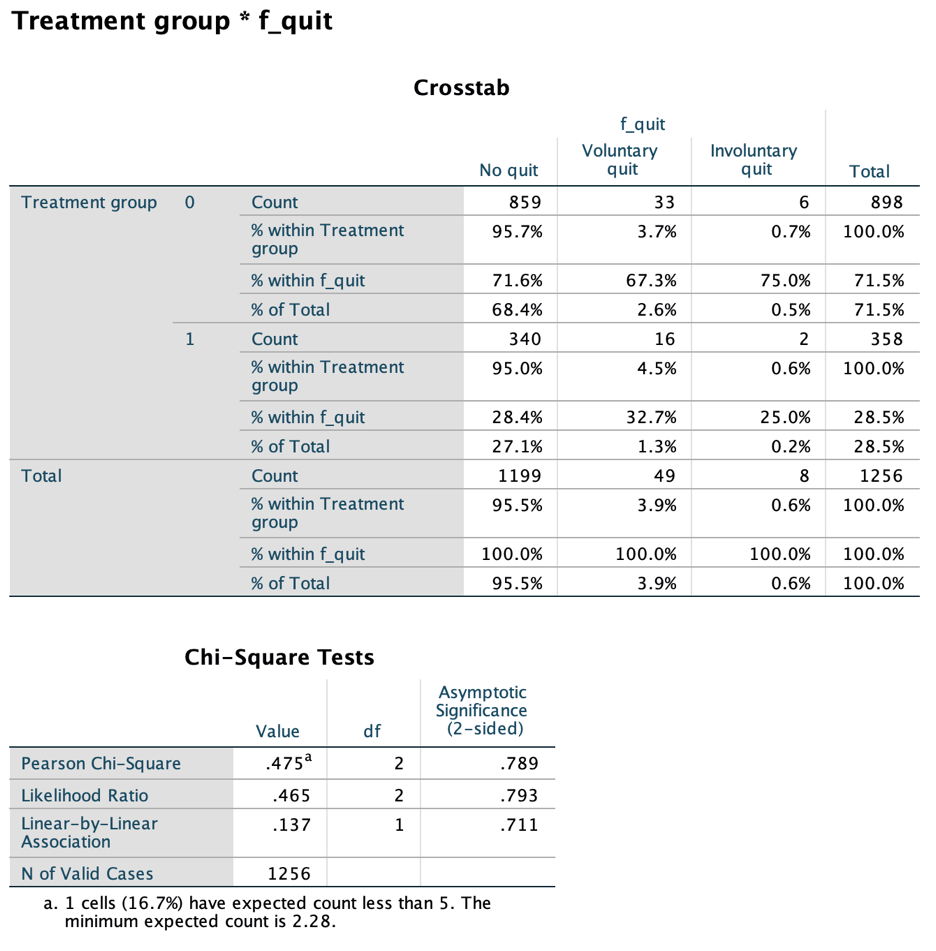 Treatment group * f_quit
Crosstab
f_quit
No quit Voluntary quit Involuntary quit Total
Treatment group 0 Count 859 33 6 898
% within Treatment group 95.7% 3.7% 0.7% 100.0%
% within f_quit 71.6% 67.3% 75.0% 71.5%
% of Total 68.4% 2.6% 0.5% 71.5%
1 Count 340 16 2 358
% within Treatment group 95.0% 4.5% 0.6% 100.0%
% within f_quit 28.4% 32.7% 25.0% 28.5%
% of Total 27.1% 1.3% 0.2% 28.5%
Total Count 1199 49 8 1256
% within Treatment group 95.5% 3.9% 0.6% 100.0%
% within f_quit 100.0% 100.0% 100.0% 100.0%
% of Total 95.5% 3.9% 0.6% 100.0%
Chi-Square Tests
Value df Asymptotic Significance (2-sided)
Pearson Chi-Square .475a 2 .789
Likelihood Ratio .465 2 .793
Linear-by-Linear Association .137 1 .711
N of Valid Cases 1256
a. 1 cells (16.7%) have expected count less than 5. The
minimum expected count is 2.28.